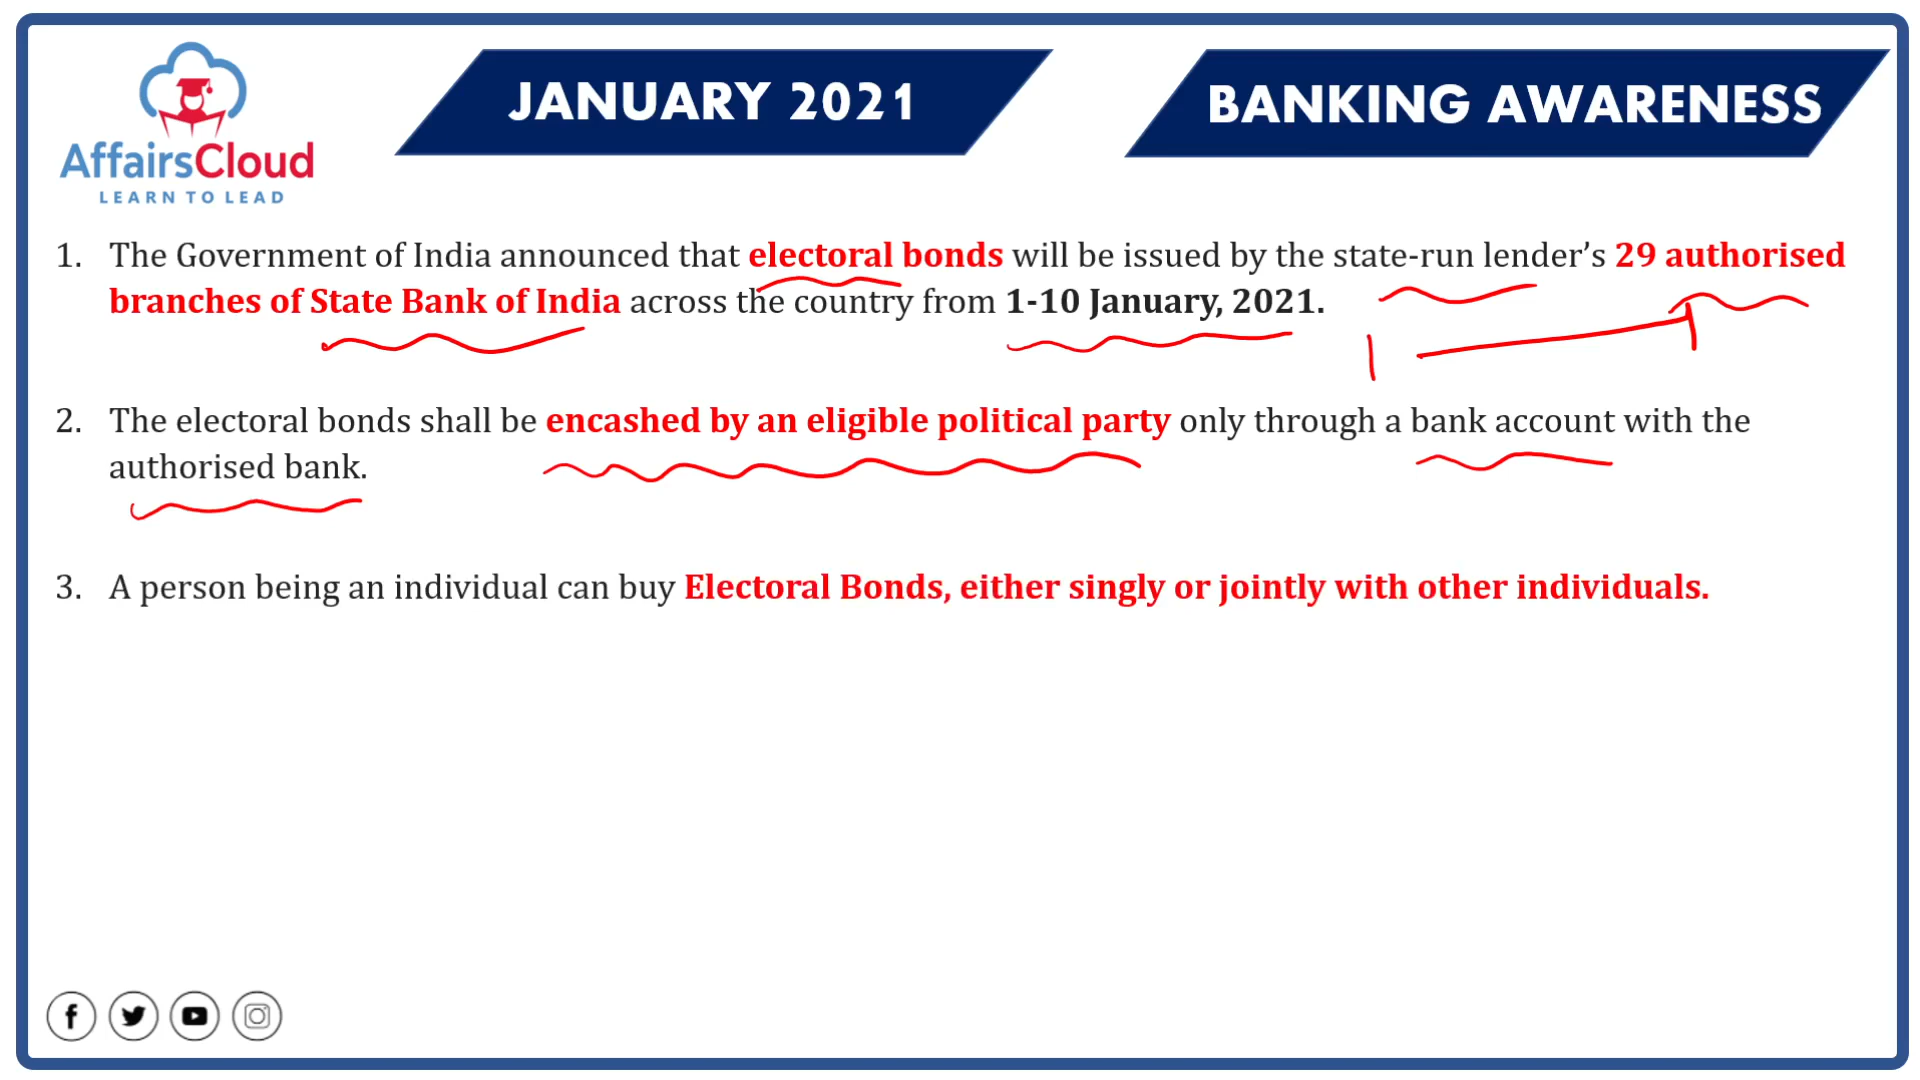 JANUARY 2021
BANKING AWARENESS
AffairsCloud
LEARN TO LEAD
1. The Government of India announced that electoral bonds will be issued by the state-run lender’s 29 authorised
branches of State Bank of India across the country from 1-10 January, 2021.
2. The electoral bonds shall be encashed by an eligible political party only through a bank account with the
authorised bank.
3. A person being an individual can buy Electoral Bonds, either singly or jointly with other individuals.